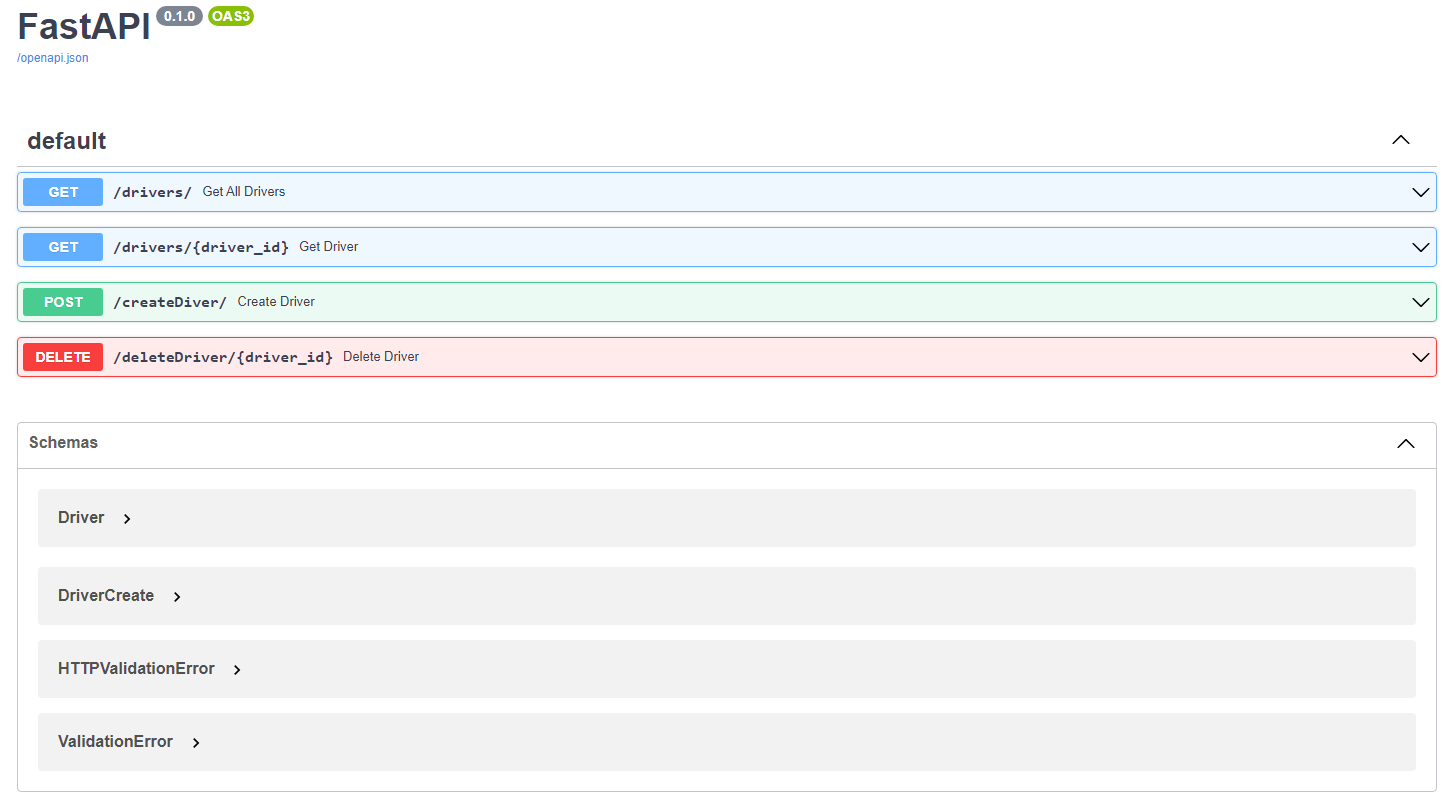 FastAPI 0.1.0 OAS3
/openapi.json
default
GET /drivers/ Get All Drivers
GET /drivers/{driver_id} Get Driver
POST /createDiver/ Create Driver
DELETE /deleteDriver/{driver_id} Delete Driver
Schemas
Driver
DriverCreate
HTTPValidationError
ValidationError